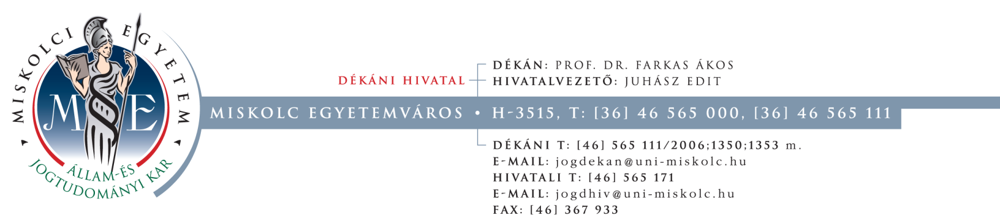 MISKOLCI EGYETEM
ME
ÁLLAM-ÉS
JOGTUDOMÁNYI KAR
DÉKÁNI HIVATAL
DÉKÁN: PROF. DR. FARKAS ÁKOS
HIVATALVEZETŐ: JUHÁSZ EDIT
MISKOLC EGYETEMVÁROS • H-3515, T: [36] 46 565 000, [36] 46 565 111
DÉKÁNI T: [46] 565 111/2006;1350;1353 m.
E-MAIL: jogdekan@uni-miskolc.hu
HIVATALI T: [46] 565 171
E-MAIL: jogdhiv@uni-miskolc.hu
FAX: [46] 367 933